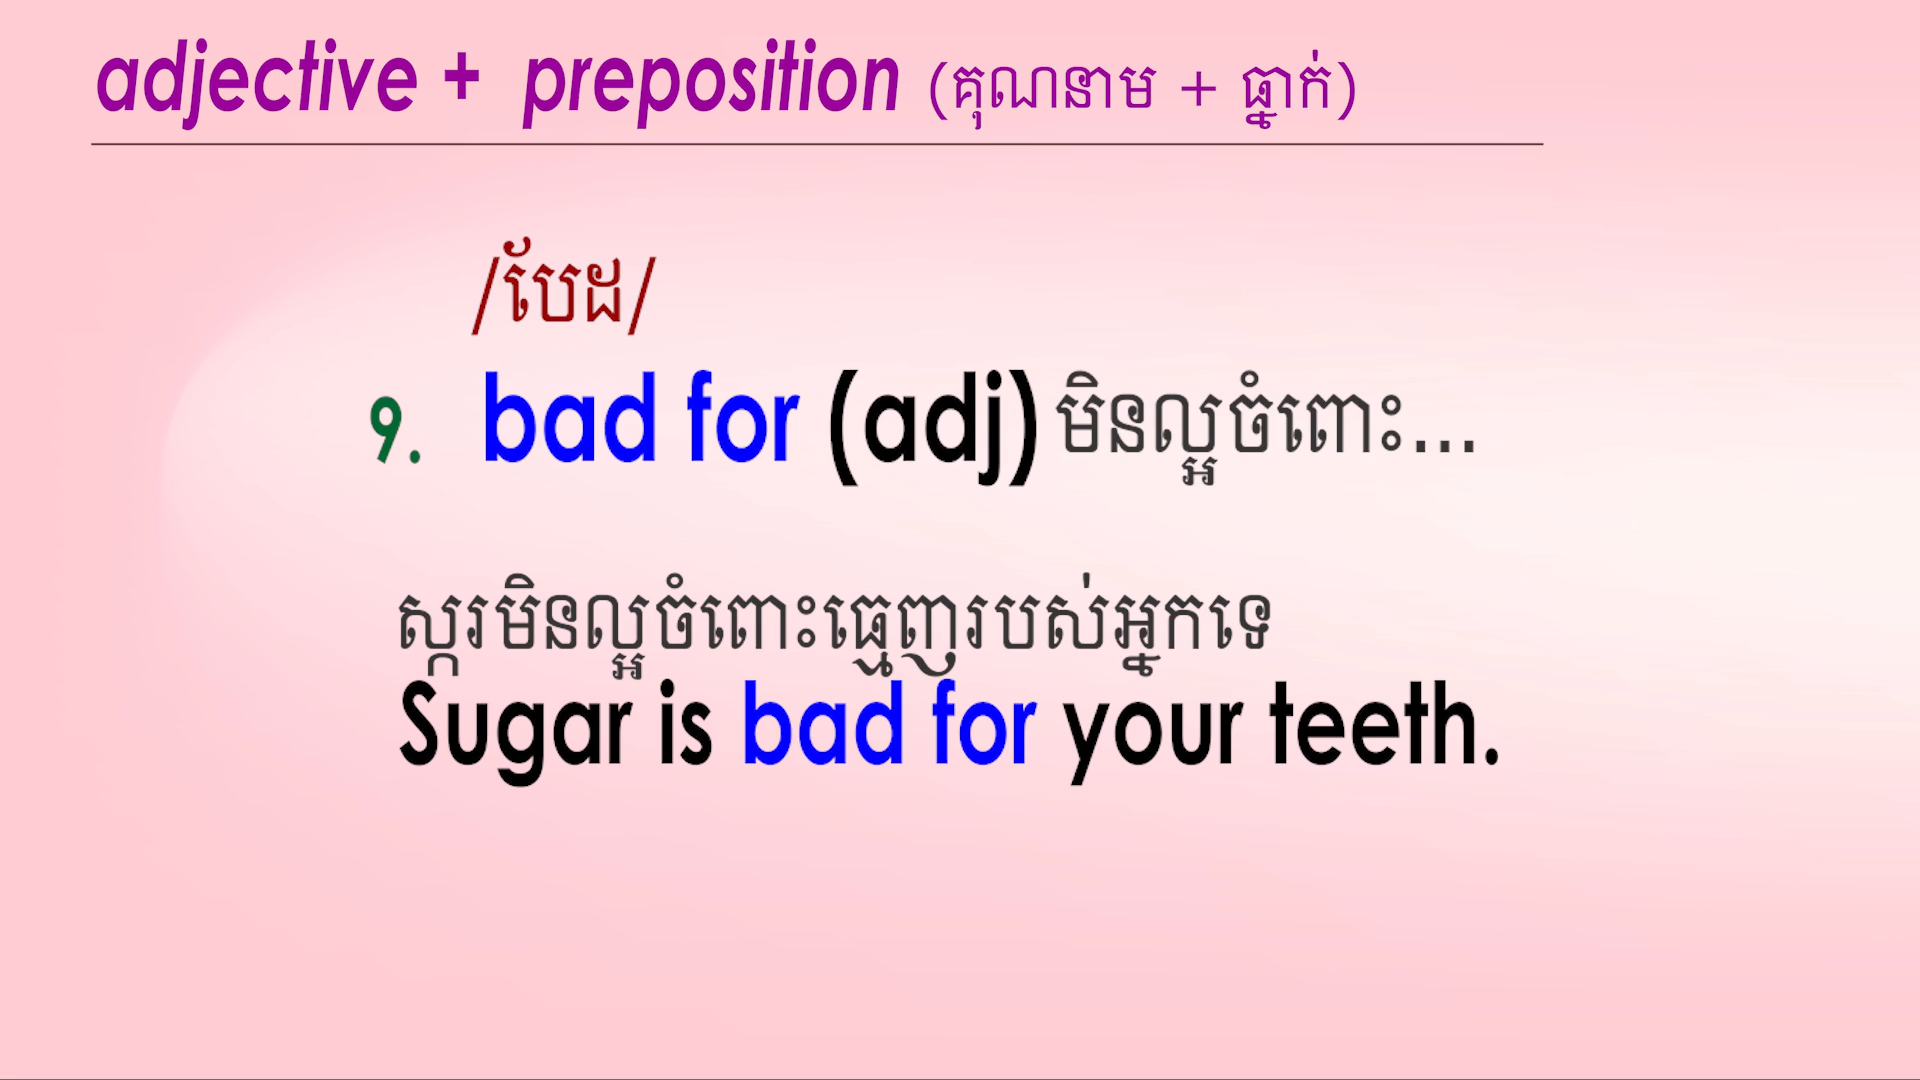 adjective + preposition (គុណនាម + ធ្នាក់)
/បែ៉ដ/
9. bad for (adj) មិនល្អចំពោះ...
ស្ករមិនល្អចំពោះធ្មេញរបស់អ្នកទេ
Sugar is bad for your teeth.